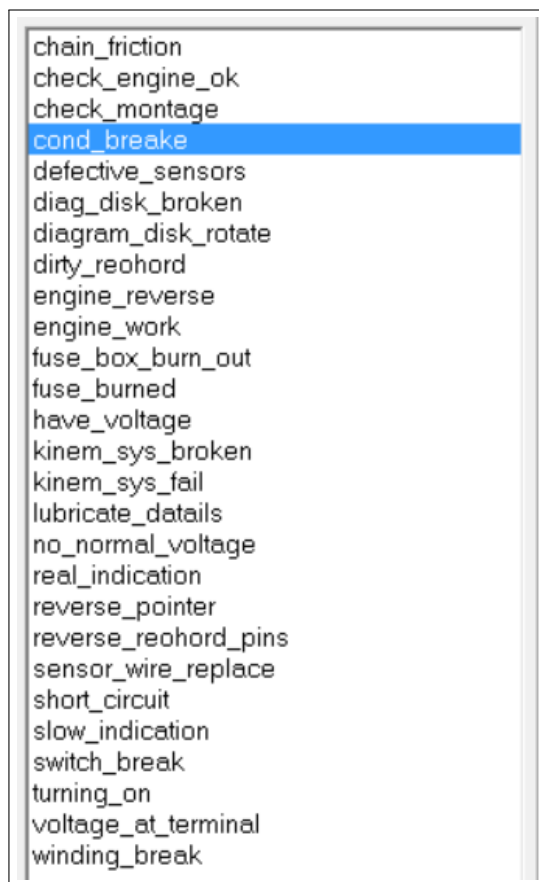 chain_friction
check_engine_ok
check_montage
cond_breake
defective_sensors
diag_disk_broken
diagram_disk_rotate
dirty_reohord
engine_reverse
engine_work
fuse_box_burn_out
fuse_burned
have_voltage
kinem_sys_broken
kinem_sys_fail
lubricate_datails
no_normal_voltage
real_indication
reverse_pointer
reverse_reohord_pins
sensor_wire_replace
short_circuit
slow_indication
switch_break
turning_on
voltage_at_terminal
winding_break